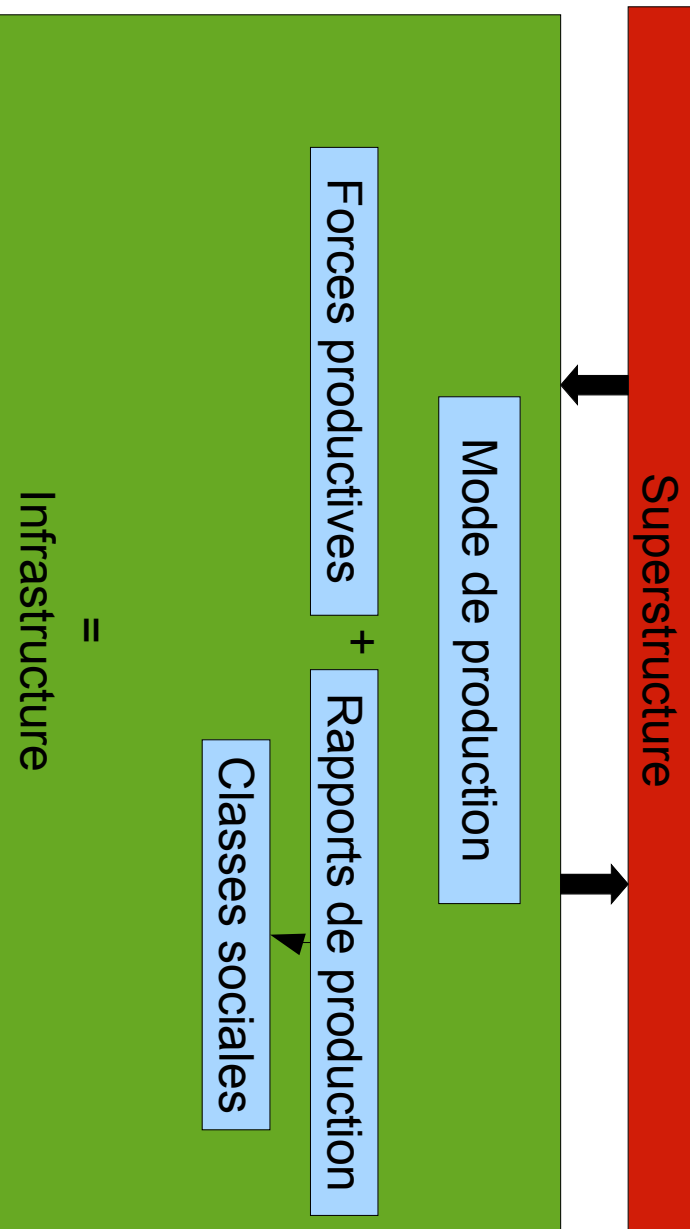 Superstructure
Mode de production
Forces productives + Rapports de production
Classes sociales
=
Infrastructure